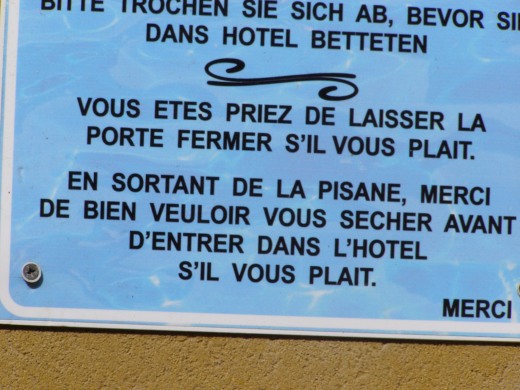 BITTE TROCHEN SIE SICH AB, BEVOR SIE
DANS HOTEL BETTETEN
VOUS ETES PRIEZ DE LAISSER LA
PORTE FERMER S'IL VOUS PLAIT.
EN SORTANT DE LA PISANE, MERCI
DE BIEN VEULOIR VOUS SECHER AVANT
D'ENTRER DANS L'HOTEL
S'IL VOUS PLAIT.
MERCI